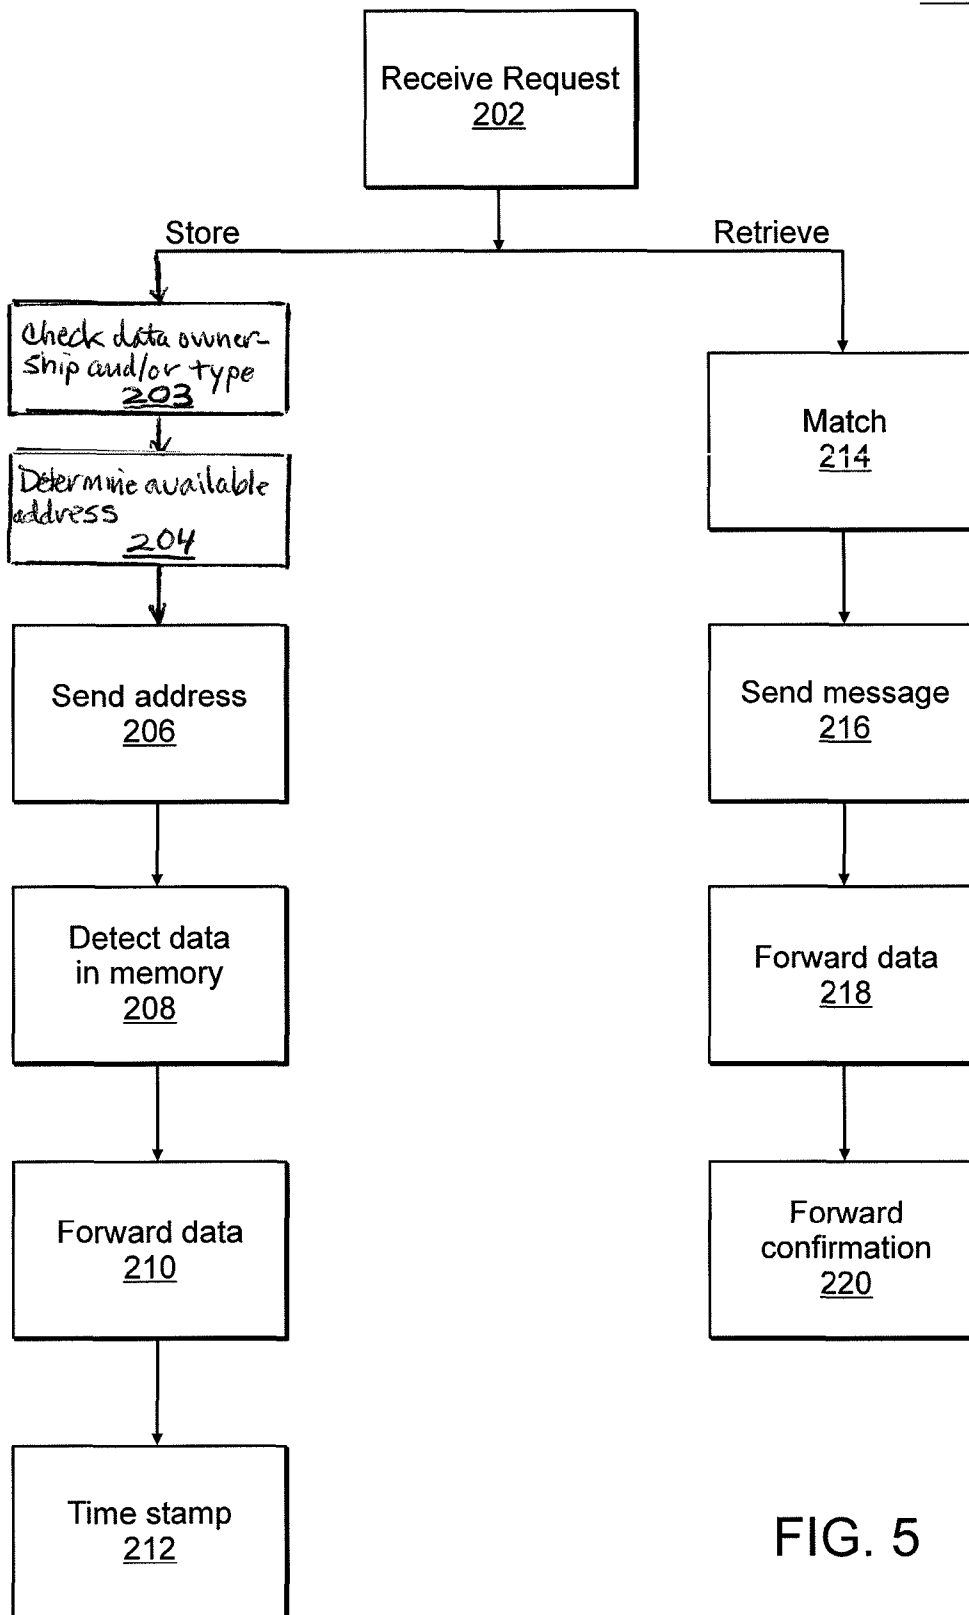 Receive Request
202
Store
Retrieve
Check data owner-
ship and/or type
203
Determine available
address
204
Match
214
Send address
206
Send message
216
Detect data
in memory
208
Forward data
218
Forward data
210
Forward
confirmation
220
Time stamp
212
FIG. 5